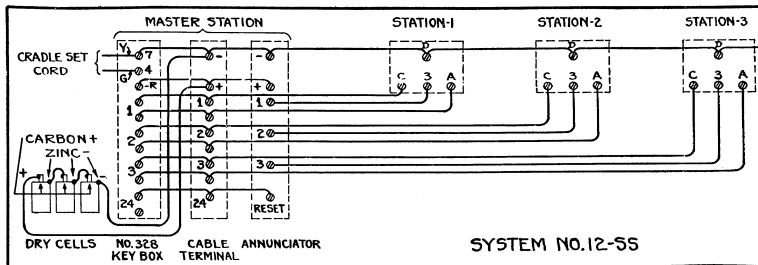 MASTER STATION STATION-1 STATION-2 STATION-3
Y 7 - - D D D
CRADLE SET
CORD
4
G -R + + C 3 A C 3 A C 3 A
1 1 1
2 2 2
CARBON+
ZINC-
3 3 3
+ -
24 24 RESET
DRY CELLS NO.328 CABLE ANNUNCIATOR
KEY BOX TERMINAL
SYSTEM NO.12-SS